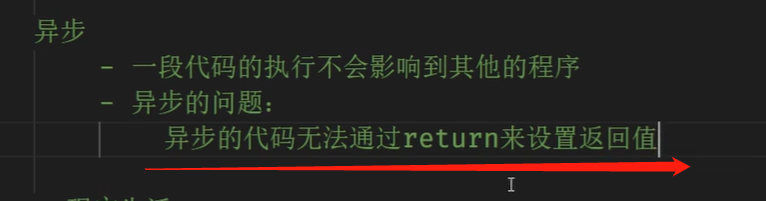 异步
- 一段代码的执行不会影响到其他的程序
- 异步的问题：
异步的代码无法通过return来设置返回值